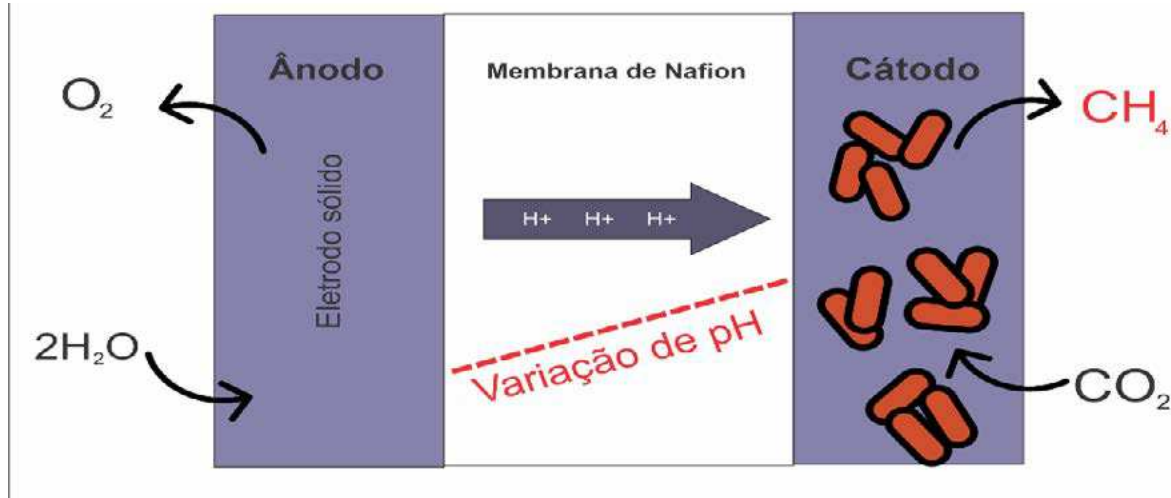 Ânodo
Membrana de Nafion
Cátodo
O₂
CH₄
Eletrodo sólido
H+ H+ H+
Variação de pH
2H₂O
CO₂